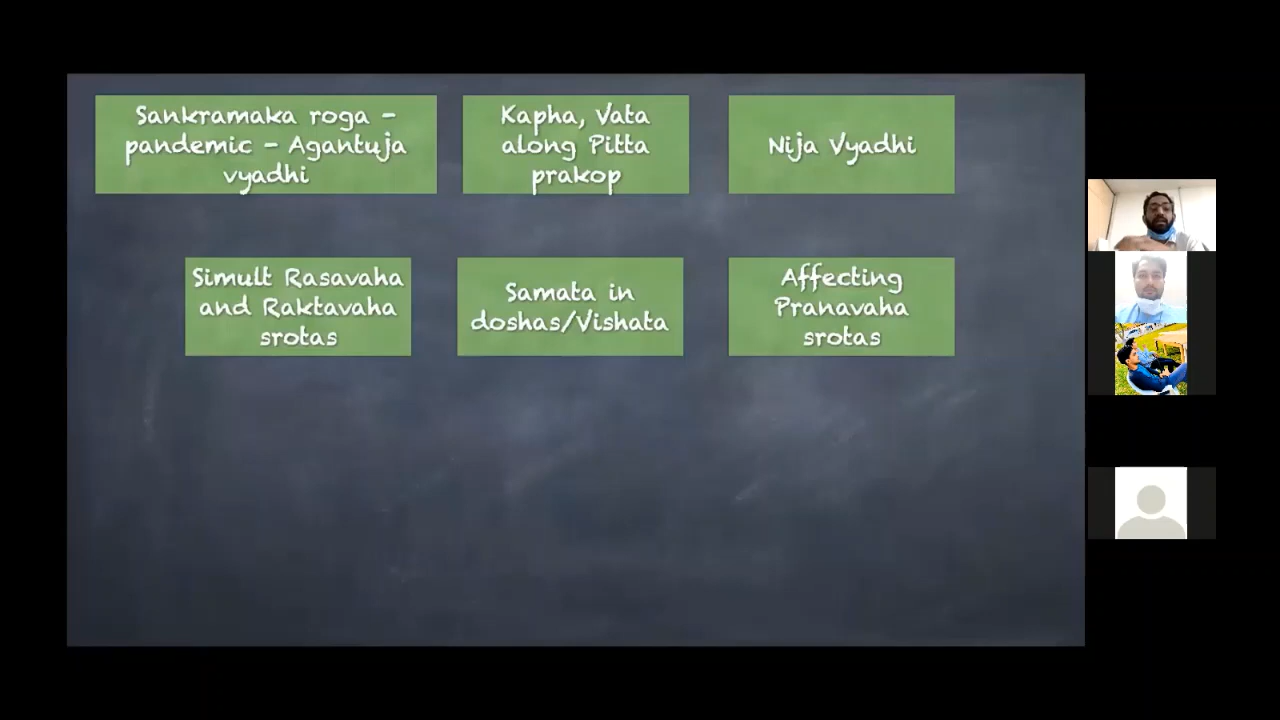 Sankramaka roga -
pandemic - Agantuja
vyadhi
Kapha, Vata
along Pitta
prakop
Nija Vyadhi
Simult Rasavaha
and Raktavaha
srotas
Samata in
doshas/Vishata
Affecting
Pranavaha
srotas